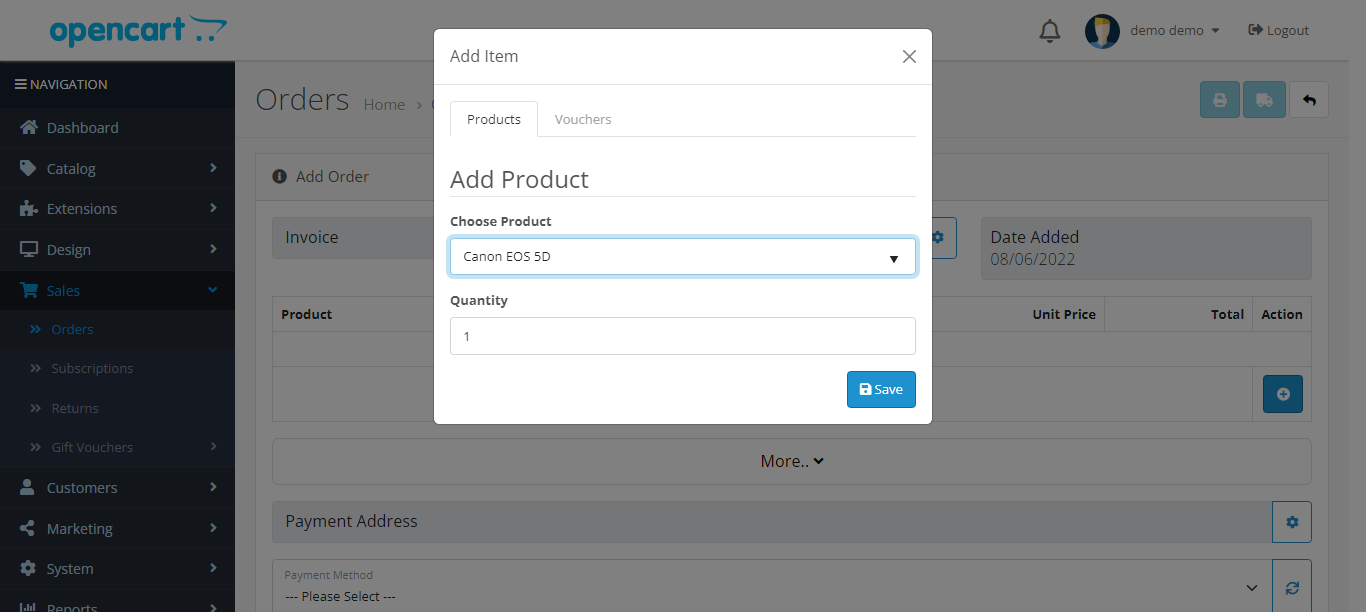 opencart
demo demo
Logout
NAVIGATION
Dashboard
Catalog
Extensions
Design
Sales
Orders
Subscriptions
Returns
Gift Vouchers
Customers
Marketing
System
Reports
Orders
Home
Add Order
Invoice
Date Added
08/06/2022
Product
Unit Price
Total
Action
More..
Payment Address
Payment Method
--- Please Select ---
Add Item
Products
Vouchers
Add Product
Choose Product
Canon EOS 5D
Quantity
1
Save